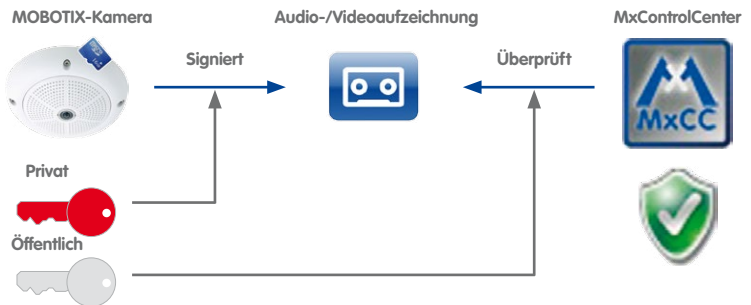 MOBOTIX-Kamera
Audio-/Videoaufzeichnung
MxControlCenter
Signiert
Überprüft
MxCC
Privat
Öffentlich